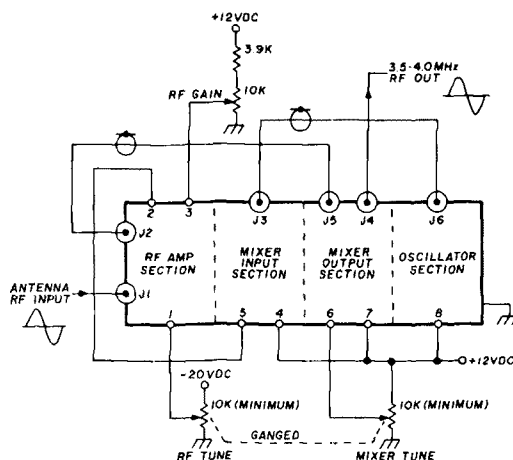 +12VDC
3.9K
10K
RF GAIN
3.5-4.0MHz
RF OUT
2
3
J3
J5
J4
J6
J2
RF AMP
SECTION
MIXER
INPUT
SECTION
MIXER
OUTPUT
SECTION
OSCILLATOR
SECTION
ANTENNA
RF INPUT
J1
1
5
4
6
7
8
+12VDC
-20VDC
10K (MINIMUM)
10K (MINIMUM)
GANGED
RF TUNE
MIXER TUNE